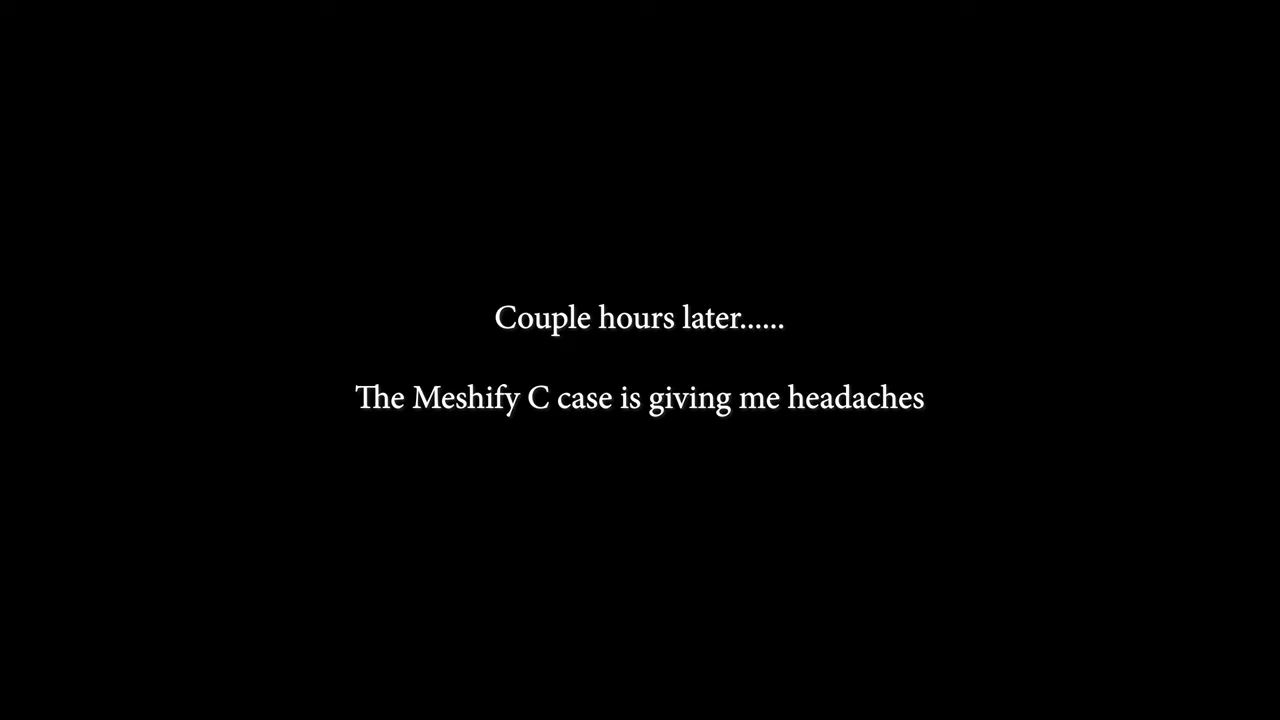 Couple hours later......
The Meshify C case is giving me headaches